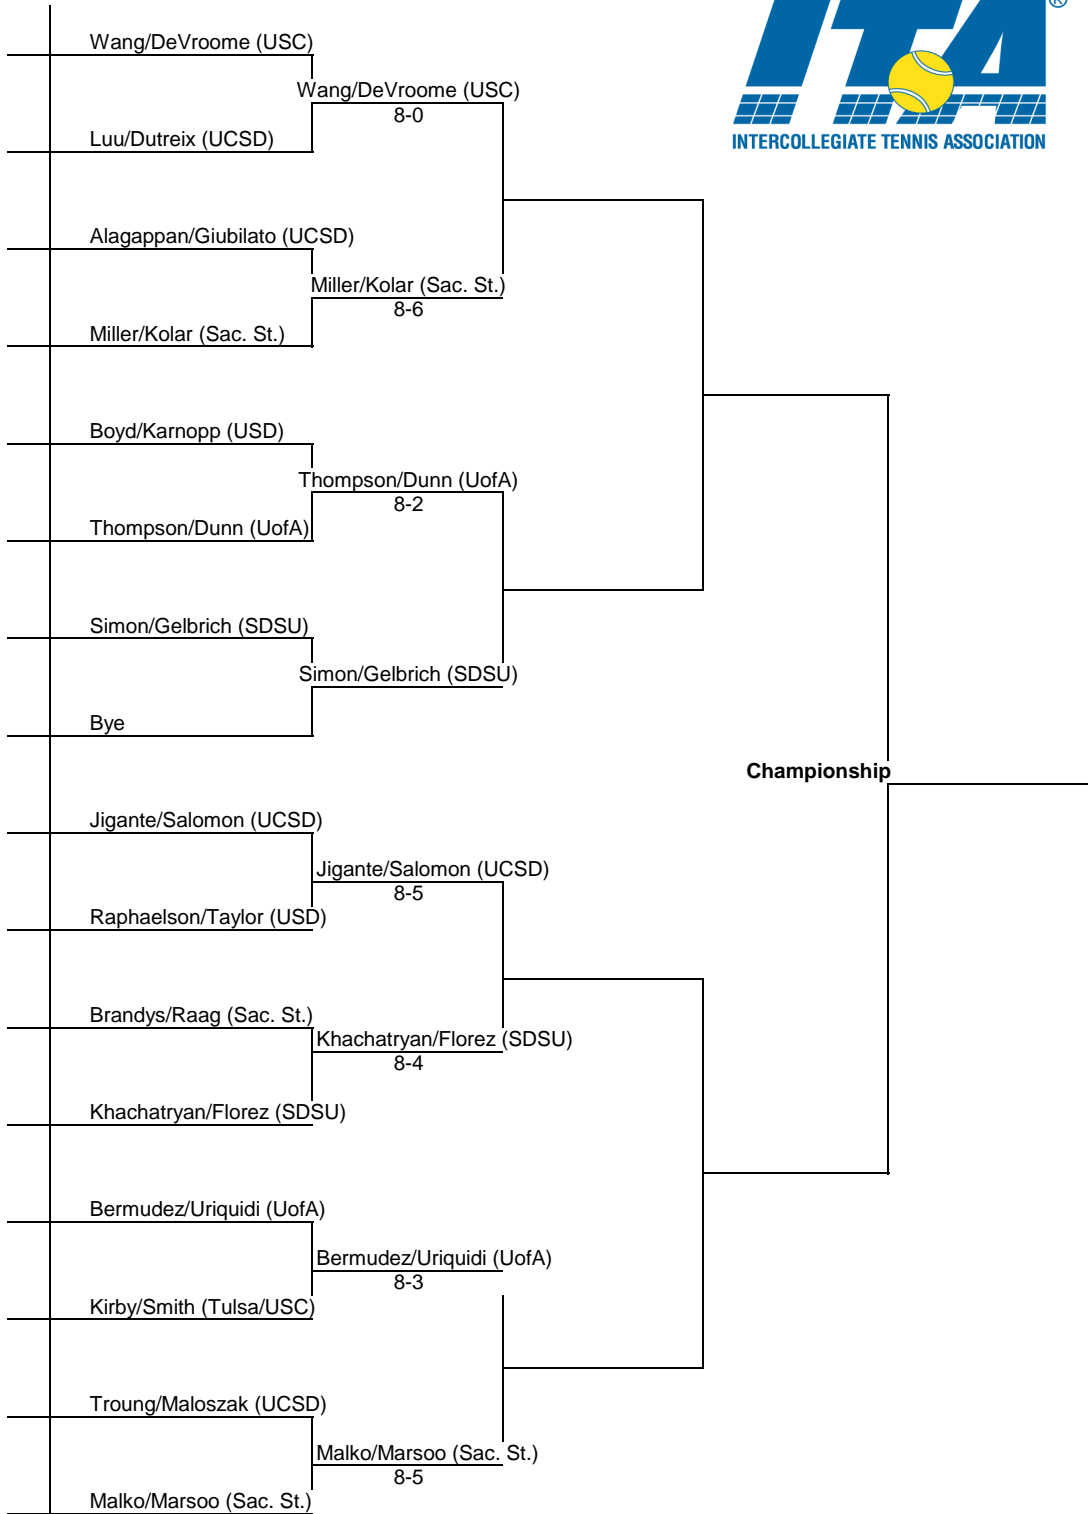 ITA
®
INTERCOLLEGIATE TENNIS ASSOCIATION
Wang/DeVroome (USC)
Wang/DeVroome (USC)
8-0
Luu/Dutreix (UCSD)
Alagappan/Giubilato (UCSD)
Miller/Kolar (Sac. St.)
8-6
Miller/Kolar (Sac. St.)
Boyd/Karnopp (USD)
Thompson/Dunn (UofA)
8-2
Thompson/Dunn (UofA)
Simon/Gelbrich (SDSU)
Simon/Gelbrich (SDSU)
Bye
Championship
Jigante/Salomon (UCSD)
Jigante/Salomon (UCSD)
8-5
Raphaelson/Taylor (USD)
Brandys/Raag (Sac. St.)
Khachatryan/Florez (SDSU)
8-4
Khachatryan/Florez (SDSU)
Bermudez/Uriquidi (UofA)
Bermudez/Uriquidi (UofA)
8-3
Kirby/Smith (Tulsa/USC)
Troung/Maloszak (UCSD)
Malko/Marsoo (Sac. St.)
8-5
Malko/Marsoo (Sac. St.)